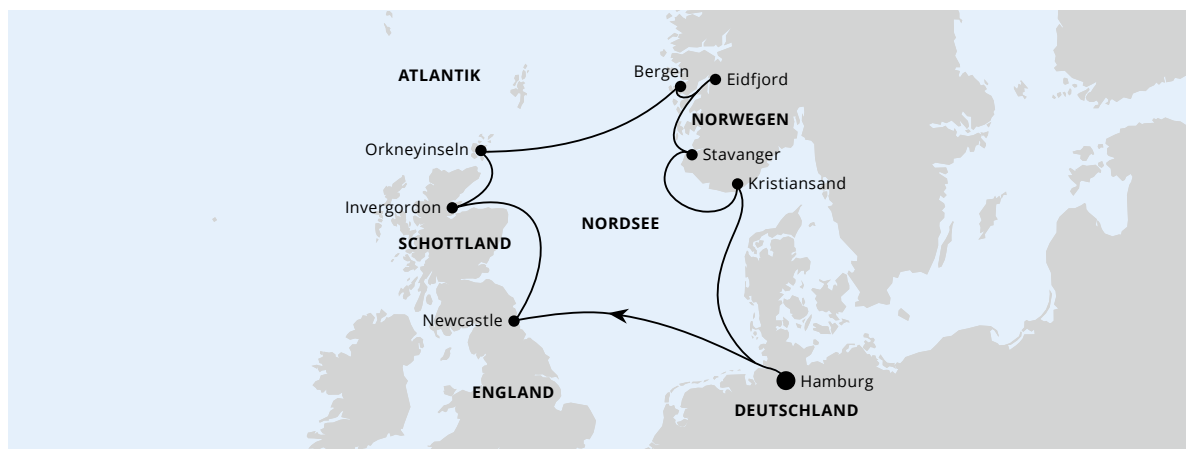 Bergen
ATLANTIK
Eidfjord
NORWEGEN
Orkneyinseln
Stavanger
Kristiansand
Invergordon
NORDSEE
SCHOTTLAND
Newcastle
Hamburg
ENGLAND
DEUTSCHLAND